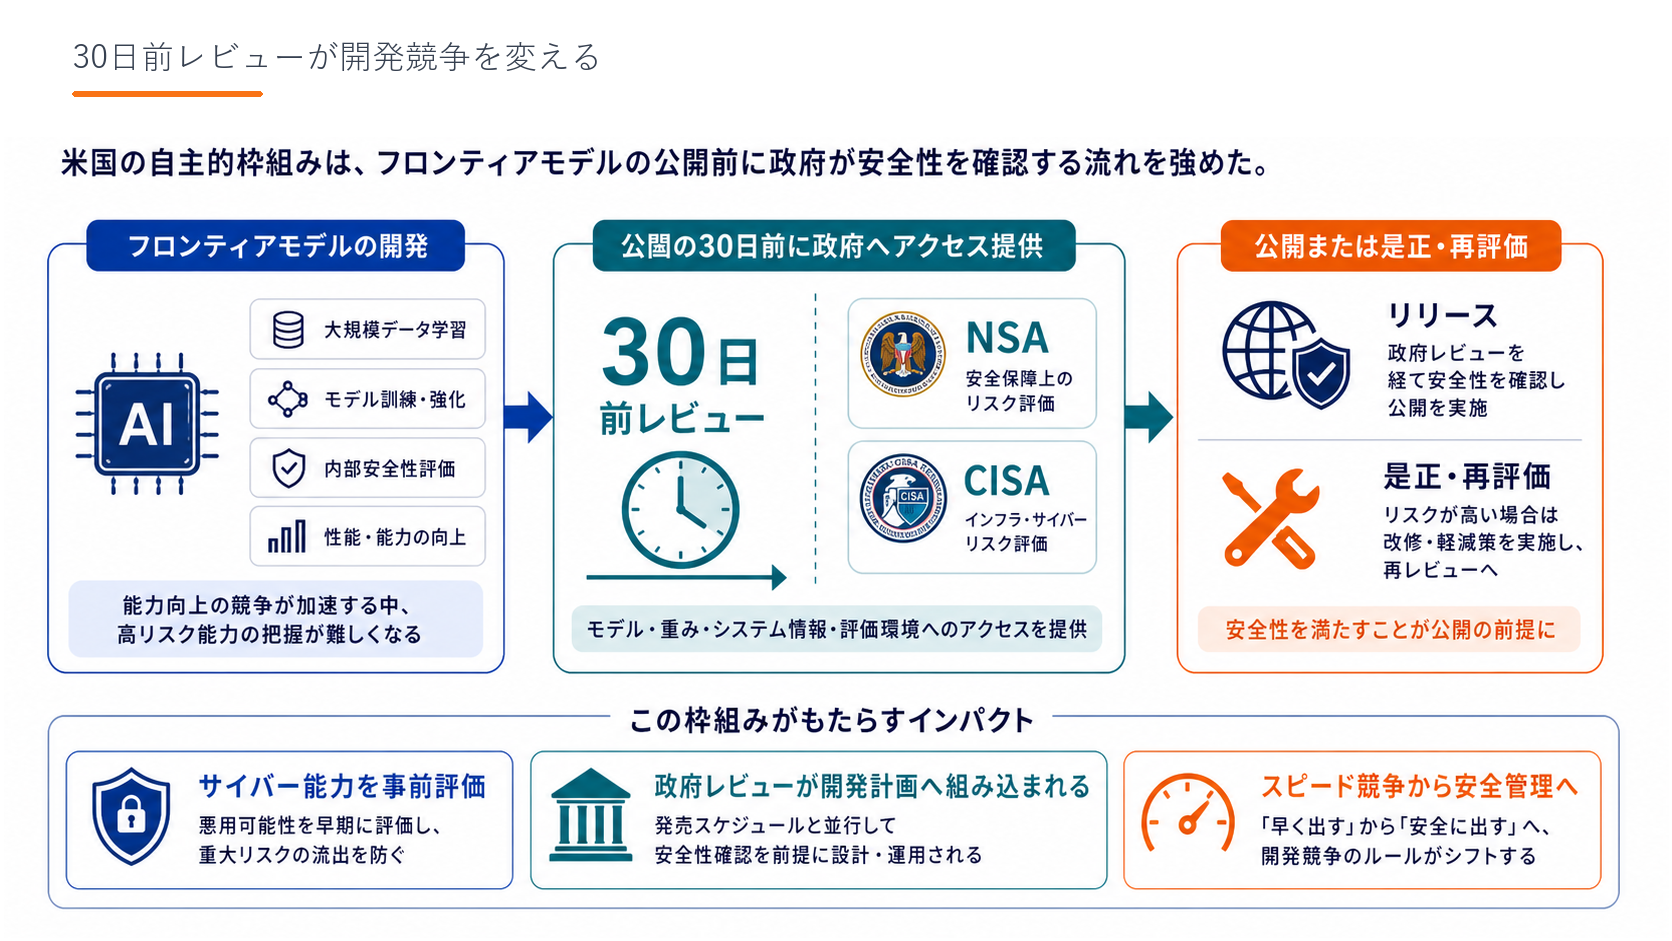 30日前レビューが開発競争を変える
米国の自主的枠組みは、フロンティアモデルの公開前に政府が安全性を確認する流れを強めた。
フロンティアモデルの開発
AI
大規模データ学習
モデル訓練・強化
内部安全性評価
性能・能力の向上
能力向上の競争が加速する中、
高リスク能力の把握が難しくなる
の30日前に政府へアクセス提供
30日
前レビュー
NSA
安全保障上の
リスク評価
CISA
CISA
インフラ・サイバー
リスク評価
モデル・重み・システム情報・評価環境へのアクセスを提供
公開または是正・再評価
リリース
政府レビューを
経て安全性を確認し
公開を実施
是正・再評価
リスクが高い場合は
改修・軽減策を実施し、
再レビューへ
安全性を満たすことが公開の前提に
この枠組みがもたらすインパクト
サイバー能力を事前評価
悪用可能性を早期に評価し、
重大リスクの流出を防ぐ
政府レビューが開発計画へ組み込まれる
発売スケジュールと並行して
安全性確認を前提に設計・運用される
スピード競争から安全管理へ
「早く出す」から「安全に出す」へ、
開発競争のルールがシフトする